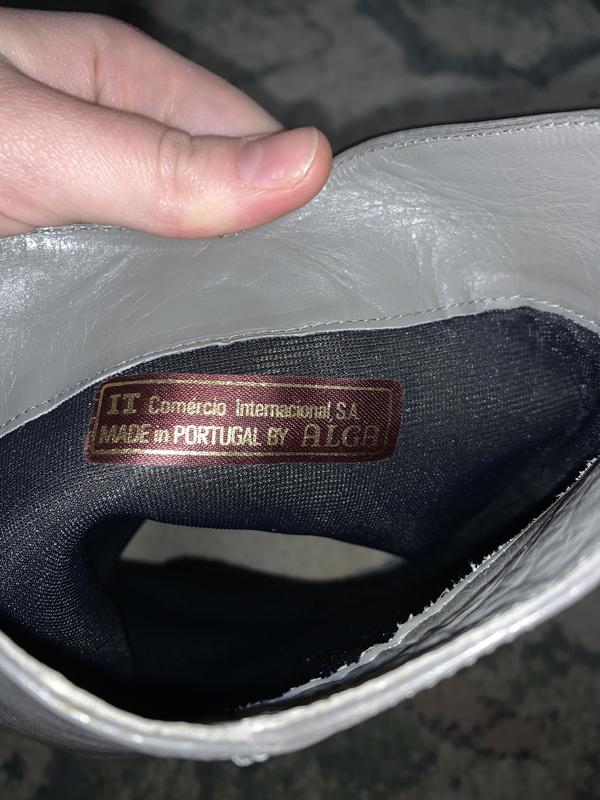 IT Comércio internacional, S.A.
MADE in PORTUGAL BY ALGA